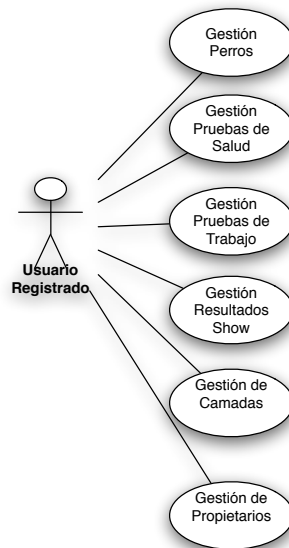 Gestión
Perros
Gestión
Pruebas de
Salud
Gestión
Pruebas de
Trabajo
Usuario
Registrado
Gestión
Resultados
Show
Gestión de
Camadas
Gestión de
Propietarios